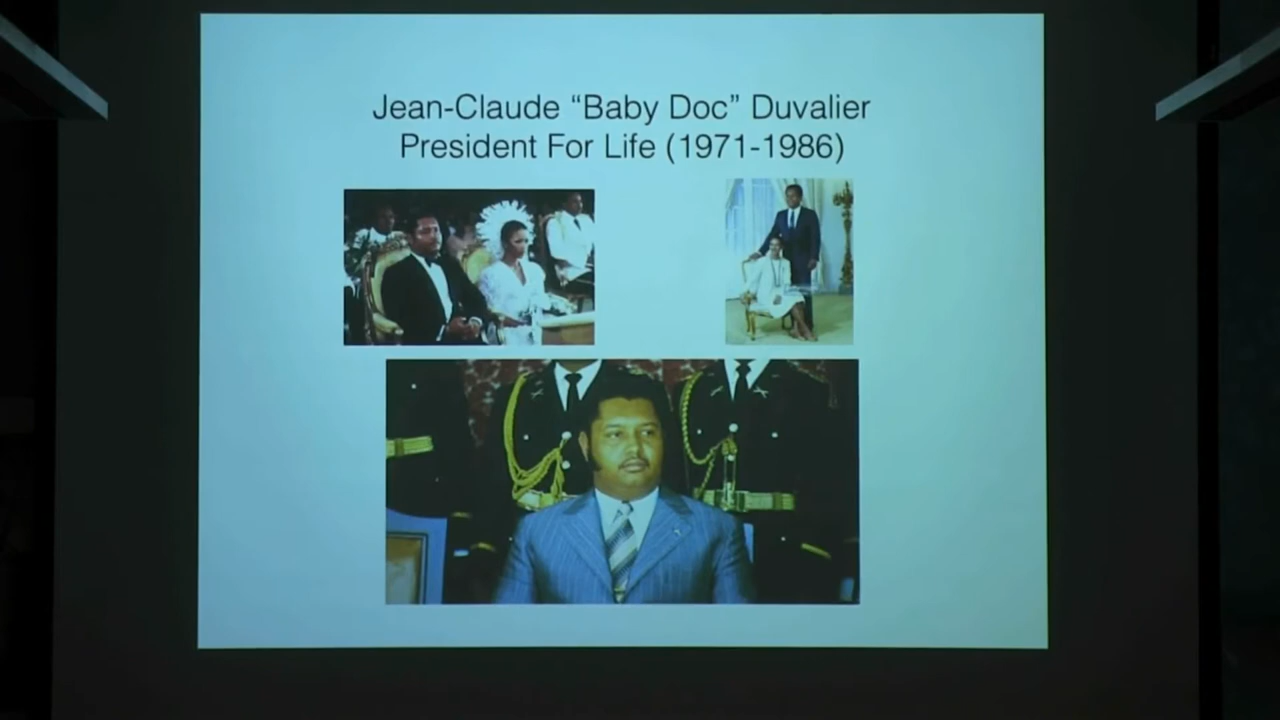 Jean-Claude “Baby Doc” Duvalier
President For Life (1971-1986)